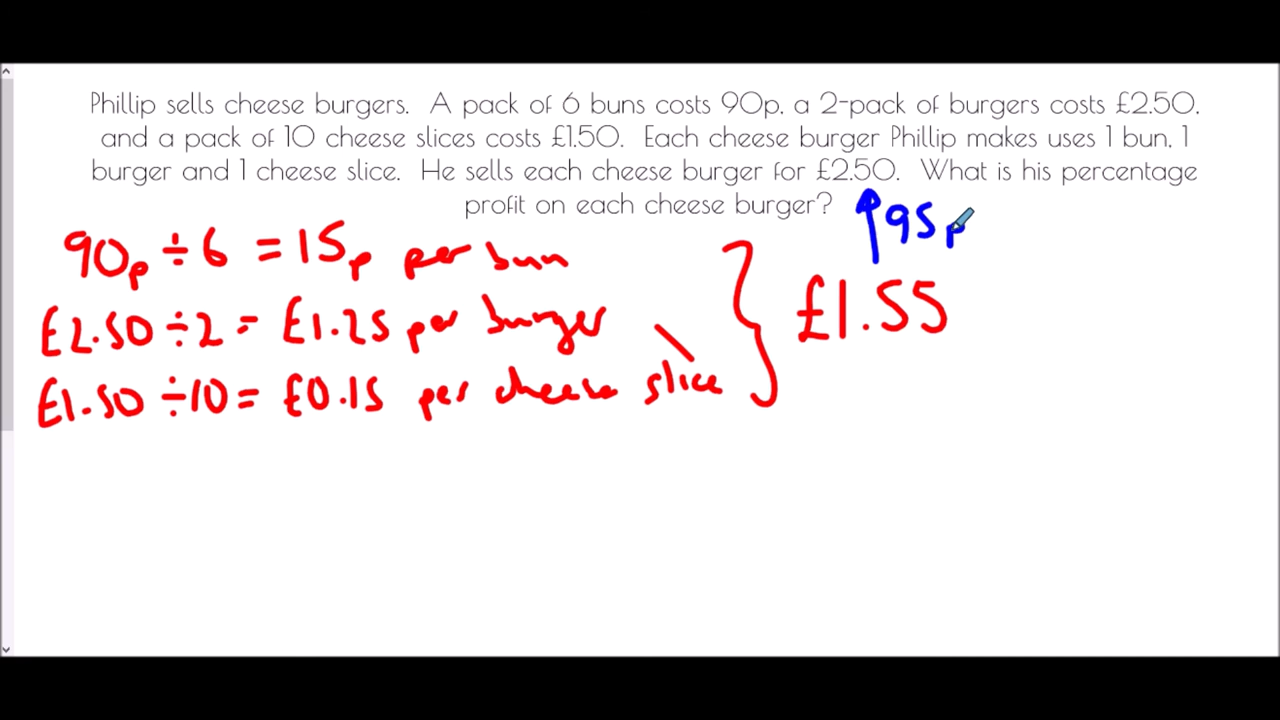 Phillip sells cheese burgers. A pack of 6 buns costs 90p, a 2-pack of burgers costs £2.50,
and a pack of 10 cheese slices costs £1.50. Each cheese burger Phillip makes uses 1 bun, 1
burger and 1 cheese slice. He sells each cheese burger for £2.50. What is his percentage
profit on each cheese burger?
↑95p
90p ÷ 6 = 15p per bun
£2.50 ÷ 2 = £1.25 per burger
£1.55
£1.50 ÷ 10 = £0.15 per cheese slice